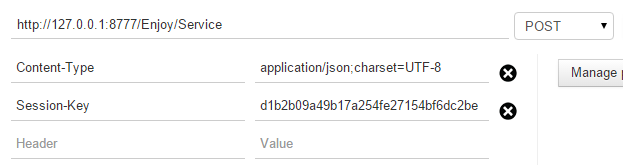 http://127.0.0.1:8777/Enjoy/Service POST
Content-Type application/json;charset=UTF-8
Manage
Session-Key d1b2b09a49b17a254fe27154bf6dc2be
Header Value